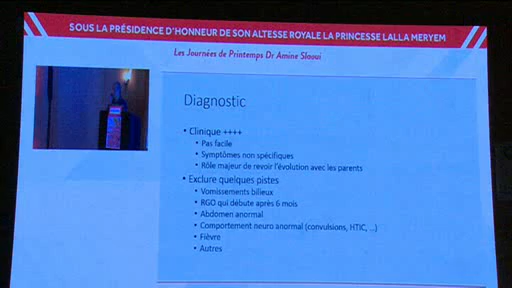 SOUS LA PRÉSIDENCE D'HONNEUR DE SON ALTESSE ROYALE LA PRINCESSE LALLA MERYEM
Les Journées de Printemps Dr Amine Slaoui
Diagnostic
• Clinique ++++
• Pas facile
• Symptômes non spécifiques
• Rôle majeur de revoir l'évolution avec les parents
• Exclure quelques pistes
• Vomissements bilieux
• RGO qui débute après 6 mois
• Abdomen anormal
• Comportement neuro anormal (convulsions, HTIC, ...)
• Fièvre
• Autres